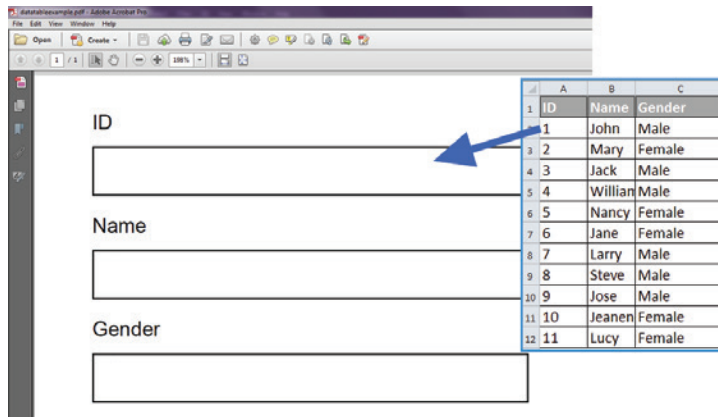 datatableexample.pdf - Adobe Acrobat Pro
File Edit View Window Help
Open Create
1 / 1 108%
ID
Name
Gender
A B C
1 ID Name Gender
1 John Male
3 2 Mary Female
4 3 Jack Male
5 4 William Male
6 5 Nancy Female
7 6 Jane Female
8 7 Larry Male
9 8 Steve Male
10 9 Jose Male
11 10 Jeanen Female
12 11 Lucy Female